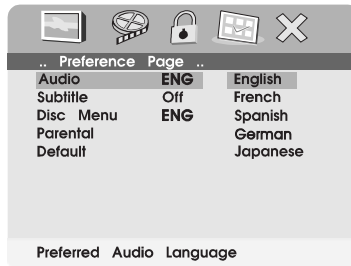 .. Preference Page ..
Audio ENG English
Subtitle Off French
Disc Menu ENG Spanish
Parental German
Default Japanese
Preferred Audio Language